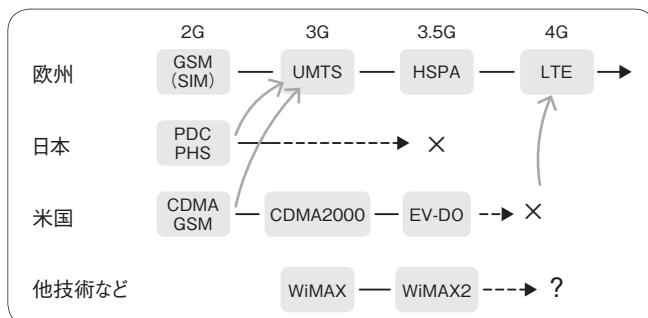 2G 3G 3.5G 4G
欧州 GSM (SIM) UMTS HSPA LTE
日本 PDC PHS ×
米国 CDMA GSM CDMA2000 EV-DO ×
他技術など WiMAX WiMAX2 ?